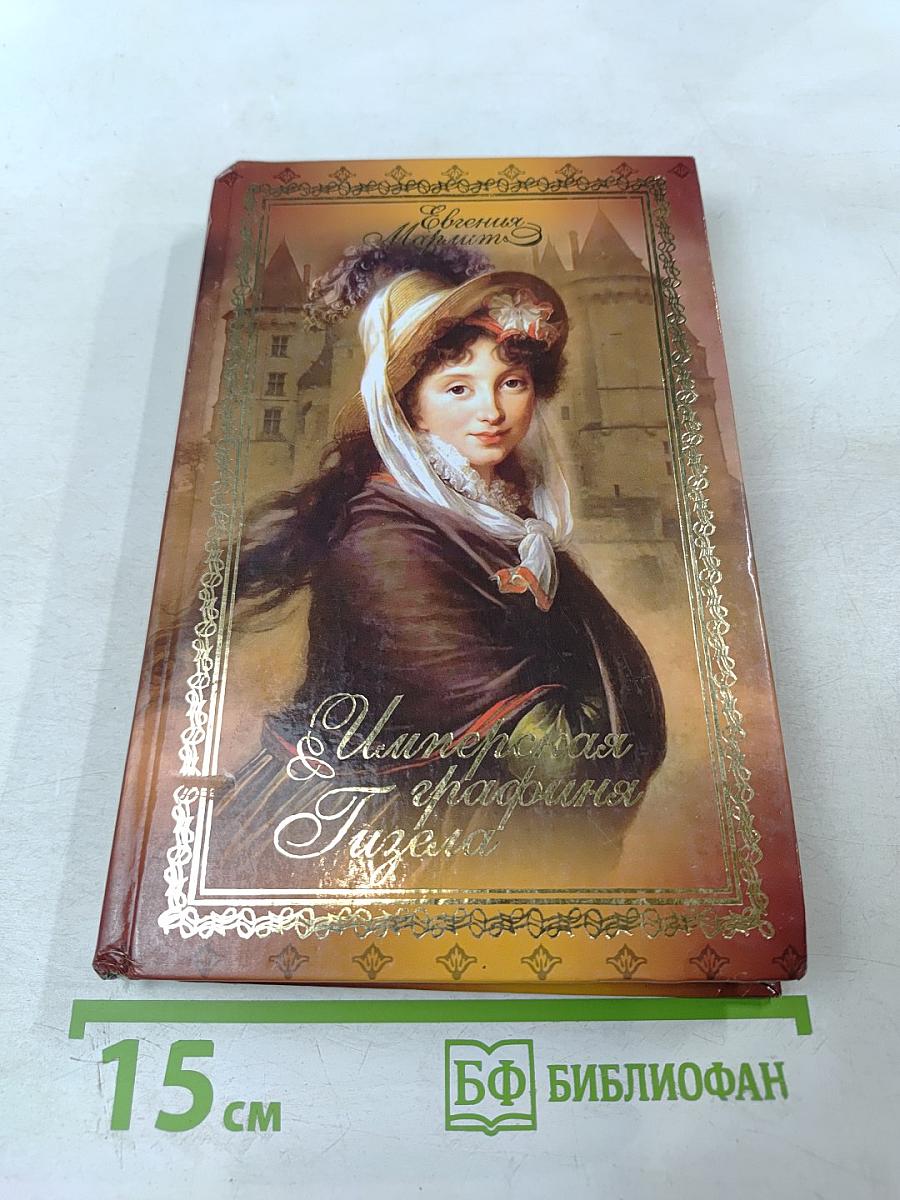 Евгения
Марлитт
Имперская
графиня
Гизела
15 см
БФ БИБЛИОФАН